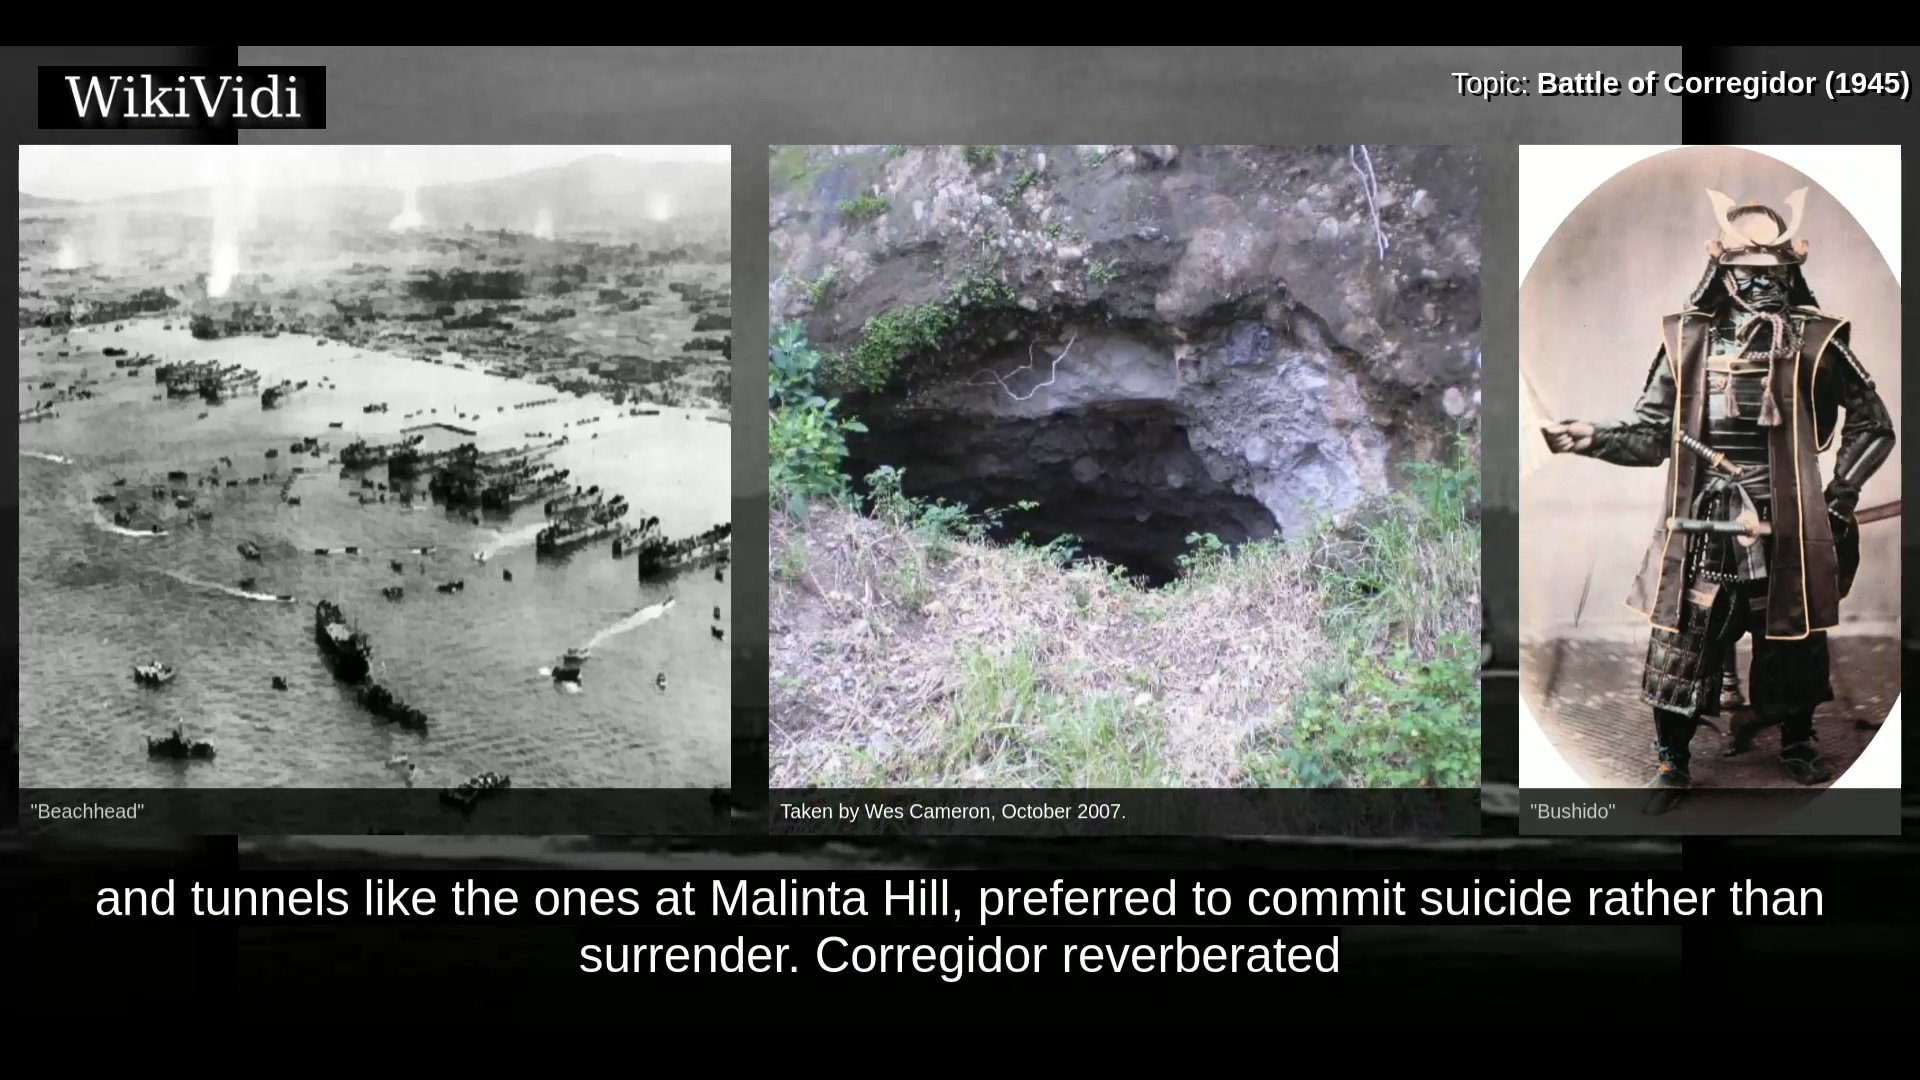 WikiVidi
Topic: Battle of Corregidor (1945)
"Beachhead"
Taken by Wes Cameron, October 2007.
"Bushido"
and tunnels like the ones at Malinta Hill, preferred to commit suicide rather than
surrender. Corregidor reverberated